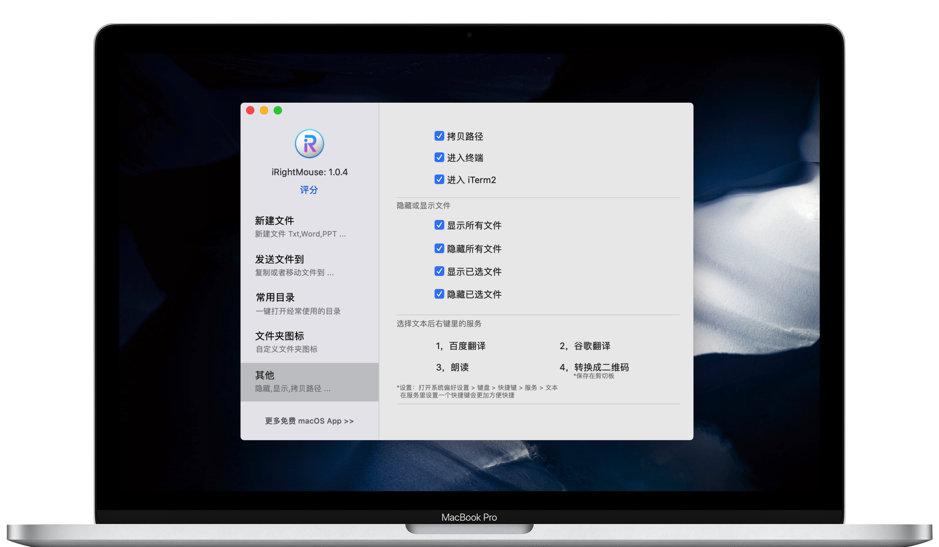 iRightMouse: 1.0.4
评分
新建文件
新建文件 Txt,Word,PPT ...
发送文件到
复制或者移动文件到 ...
常用目录
一键打开经常使用的目录
文件夹图标
自定义文件夹图标
其他
隐藏,显示,拷贝路径 ...
更多免费 macOS App >>
拷贝路径
进入终端
进入 iTerm2
隐藏或显示文件
显示所有文件
隐藏所有文件
显示已选文件
隐藏已选文件
选择文本后右键里的服务
1，百度翻译
2，谷歌翻译
3，朗读
4，转换成二维码
*保存在剪切板
*设置：打开系统偏好设置 > 键盘 > 快捷键 > 服务 > 文本
在服务里设置一个快捷键会更加方便快捷
MacBook Pro